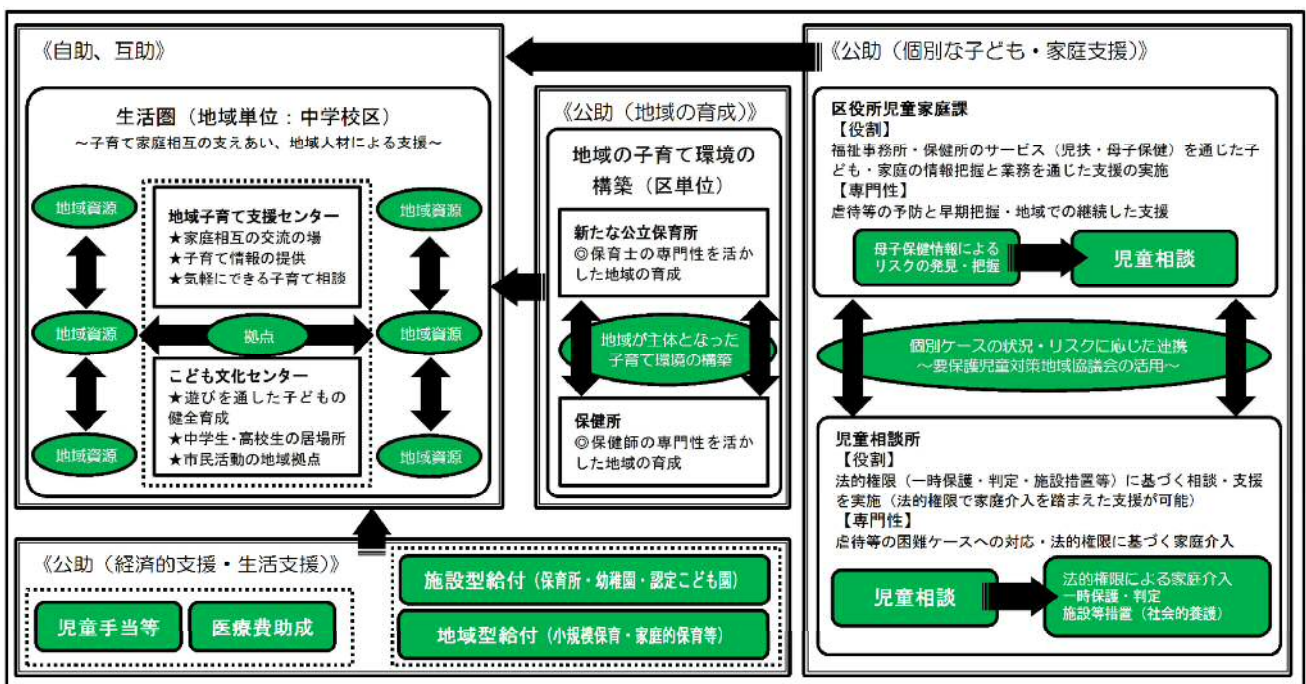 《自助、互助》
生活圏（地域単位：中学校区）
～子育て家庭相互の支えあい、地域人材による支援～
地域資源
地域資源
地域資源
地域子育て支援センター
★家庭相互の交流の場
★子育て情報の提供
★気軽にできる子育て相談
拠点
こども文化センター
★遊びを通した子どもの
健全育成
★中学生・高校生の居場所
★市民活動の地域拠点
地域資源
地域資源
地域資源
《公助（地域の育成）》
地域の子育て環境の
構築（区単位）
新たな公立保育所
◎保育士の専門性を活か
した地域の育成
地域が主体となった
子育て環境の構築
保健所
◎保健師の専門性を活か
した地域の育成
《公助（個別な子ども・家庭支援）》
区役所児童家庭課
【役割】
福祉事務所・保健所のサービス（児扶・母子保健）を通じた子
ども・家庭の情報把握と業務を通じた支援の実施
【専門性】
虐待等の予防と早期把握・地域での継続した支援
母子保健情報による
リスクの発見・把握
児童相談
個別ケースの状況・リスクに応じた連携
～要保護児童対策地域協議会の活用～
児童相談所
【役割】
法的権限（一時保護・判定・施設措置等）に基づく相談・支援
を実施（法的権限で家庭介入を踏まえた支援が可能）
【専門性】
虐待等の困難ケースへの対応・法的権限に基づく家庭介入
児童相談
法的権限による家庭介入
一時保護・判定
施設等措置（社会的養護）
《公助（経済的支援・生活支援）》
児童手当等
医療費助成
施設型給付（保育所・幼稚園・認定こども園）
地域型給付（小規模保育・家庭的保育等）